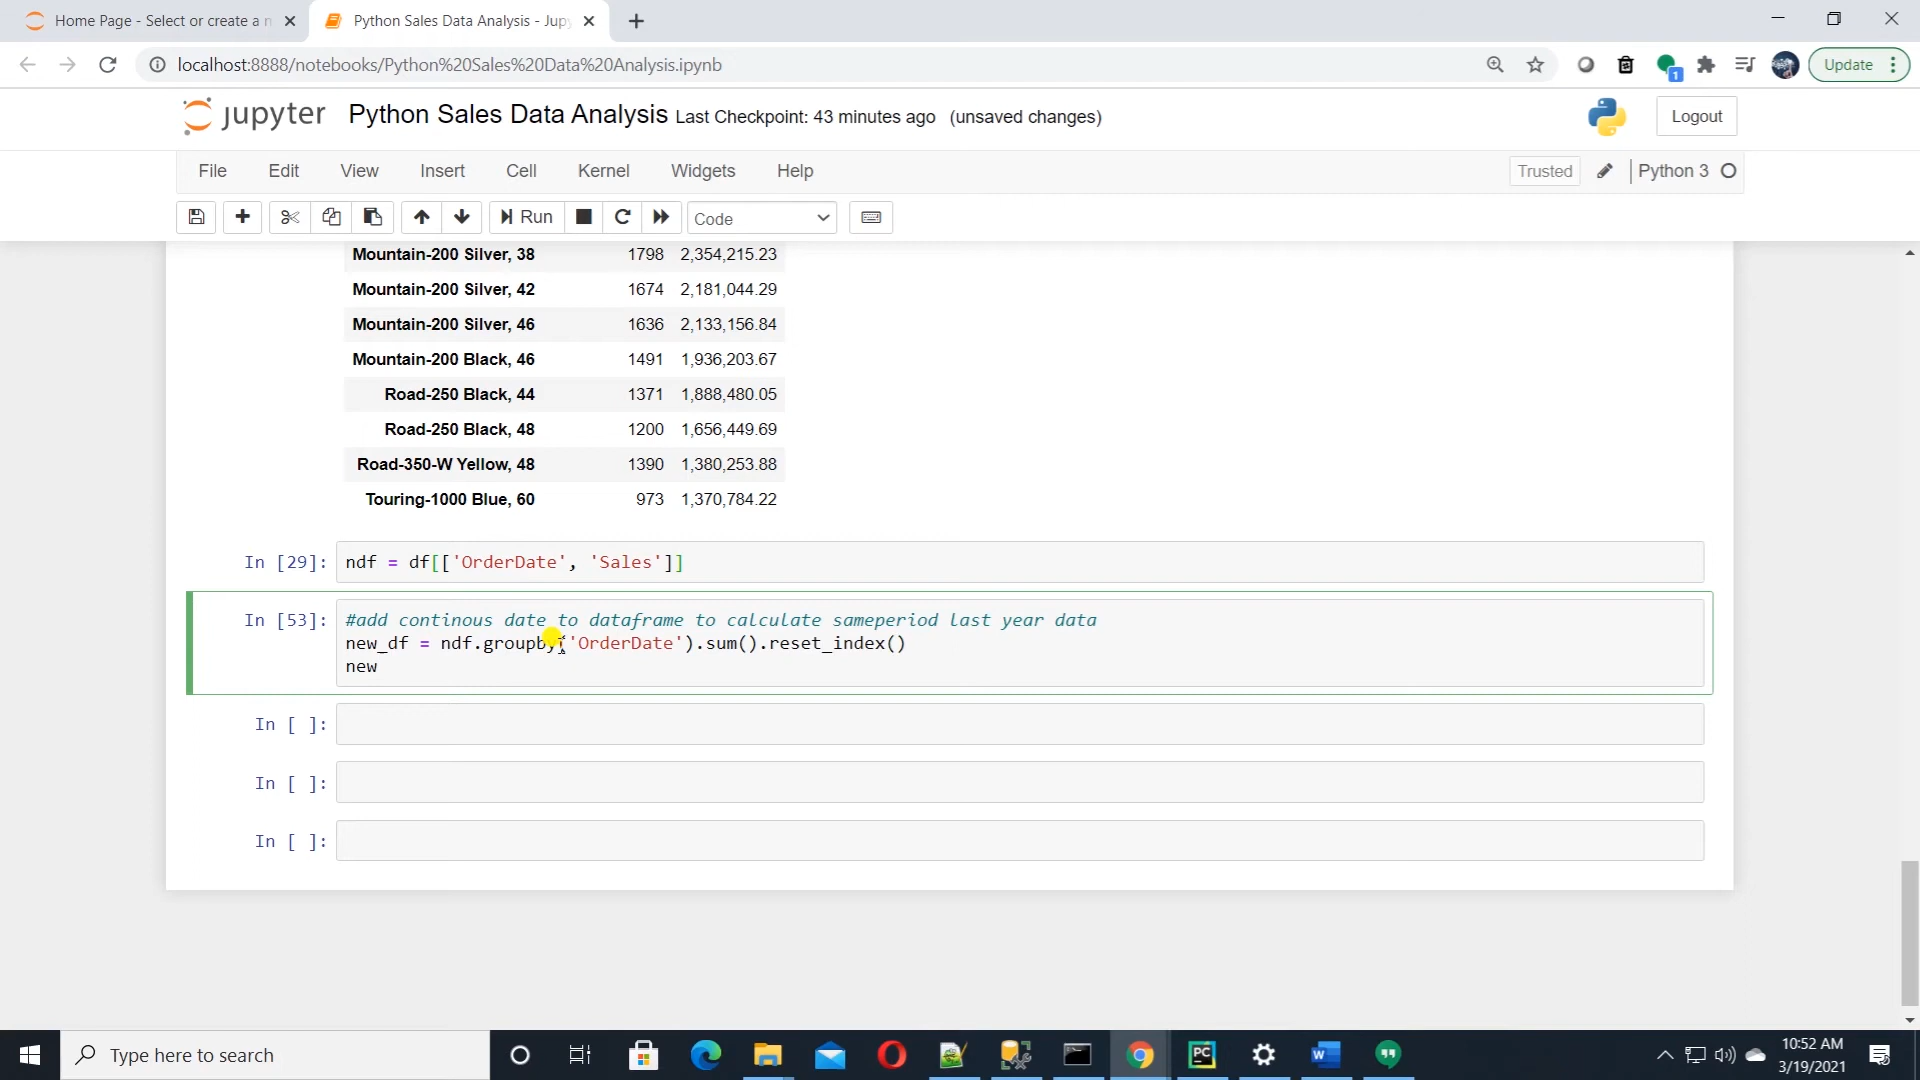 Home Page - Select or create a n
Python Sales Data Analysis - Jupy
localhost:8888/notebooks/Python%20Sales%20Data%20Analysis.ipynb
1
Update
jupyter
Python Sales Data Analysis Last Checkpoint: 43 minutes ago (unsaved changes)
Logout
File Edit View Insert Cell Kernel Widgets Help
Trusted
Python 3
Run
Code
Mountain-200 Silver, 38 1798 2,354,215.23
Mountain-200 Silver, 42 1674 2,181,044.29
Mountain-200 Silver, 46 1636 2,133,156.84
Mountain-200 Black, 46 1491 1,936,203.67
Road-250 Black, 44 1371 1,888,480.05
Road-250 Black, 48 1200 1,656,449.69
Road-350-W Yellow, 48 1390 1,380,253.88
Touring-1000 Blue, 60 973 1,370,784.22
In [29]: ndf = df[['OrderDate', 'Sales']]
In [53]: #add continous date to dataframe to calculate sameperiod last year data
new_df = ndf.groupby('OrderDate').sum().reset_index()
new
In [ ]:
In [ ]:
In [ ]:
Type here to search
PC
10:52 AM
3/19/2021